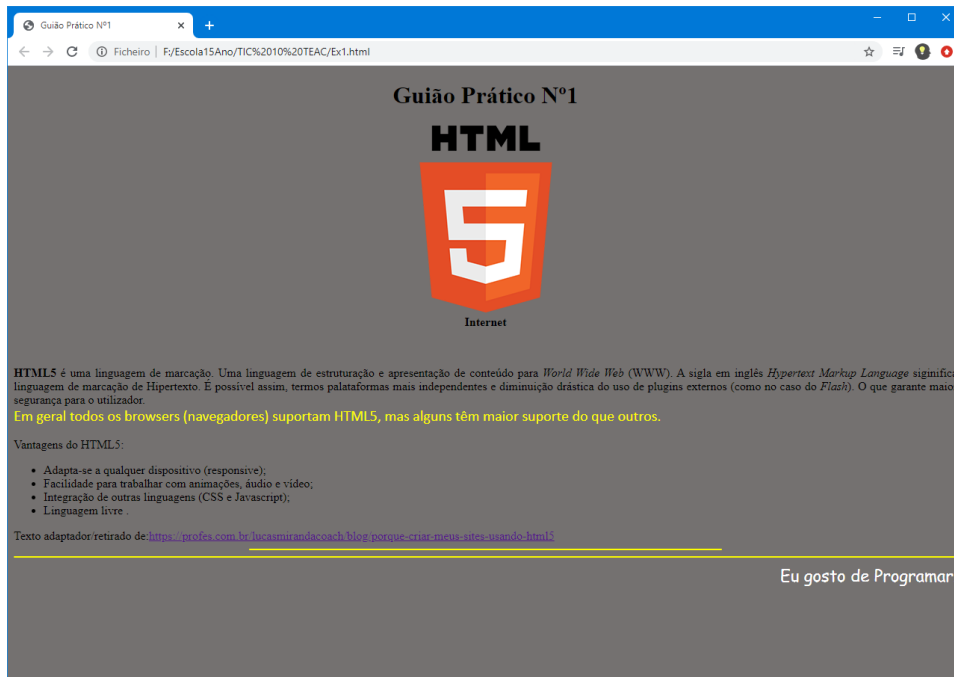 Guião Prático Nº1
Ficheiro | F:/Escola15Ano/TIC%2010%20TEAC/Ex1.html
Guião Prático Nº1
HTML
5
Internet
HTML5 é uma linguagem de marcação. Uma linguagem de estruturação e apresentação de conteúdo para World Wide Web (WWW). A sigla em inglés Hypertext Markup Language siginifica
linguagem de marcação de Hipertexto. É possivel assim, termos palataformas mais independentes e diminuição drástica do uso de plugins externos (como no caso do Flash). O que garante maio
segurança para o utilizador.
Em geral todos os browsers (navegadores) suportam HTML5, mas alguns têm maior suporte do que outros.
Vantagens do HTML5:
• Adapta-se a qualquer dispositivo (responsive);
• Facilidade para trabalhar com animações, áudio e vídeo;
• Integração de outras linguagens (CSS e Javascript);
• Linguagem livre .
Texto adaptador/retirado de:https://profes.com.br/lucasmirandacoach/blog/porque-criar-meus-sites-usando-html5
Eu gosto de Programar